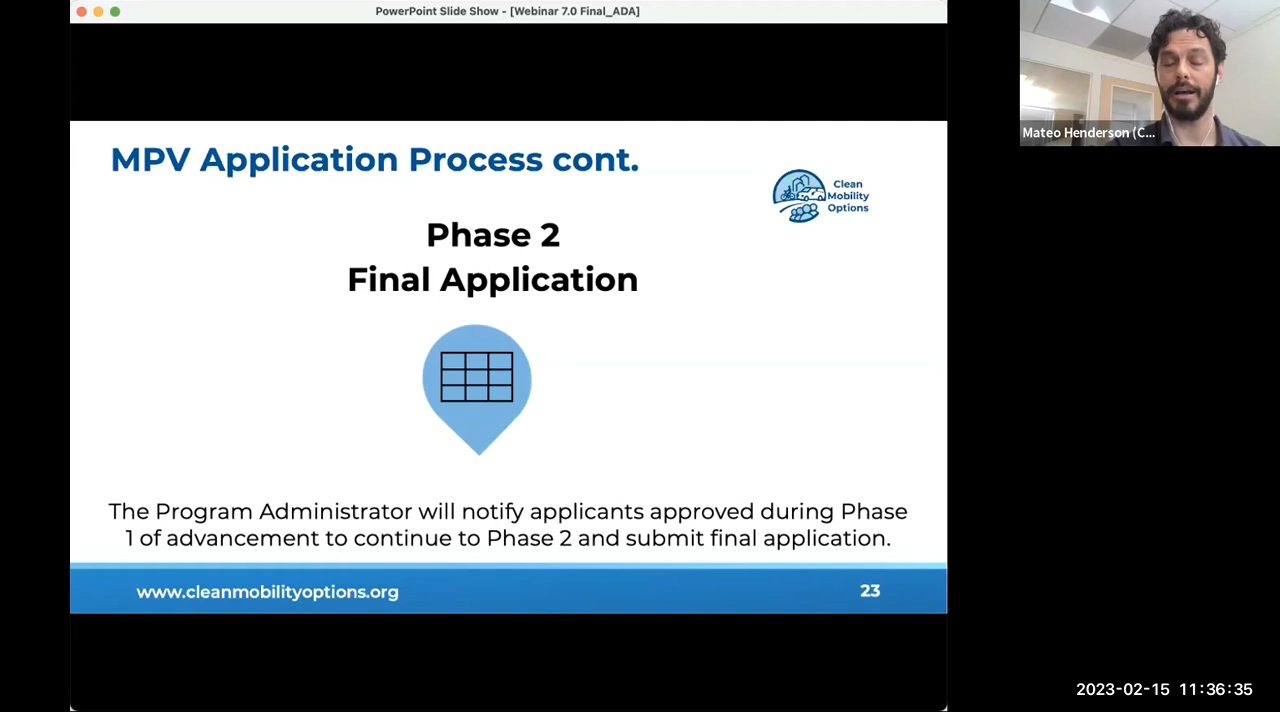 PowerPoint Slide Show - [Webinar 7.0 Final_ADA]
Mateo Henderson (C...
MPV Application Process cont.
Clean
Mobility
Options
Phase 2
Final Application
The Program Administrator will notify applicants approved during Phase
1 of advancement to continue to Phase 2 and submit final application.
www.cleanmobilityoptions.org
23
2023-02-15 11:36:35